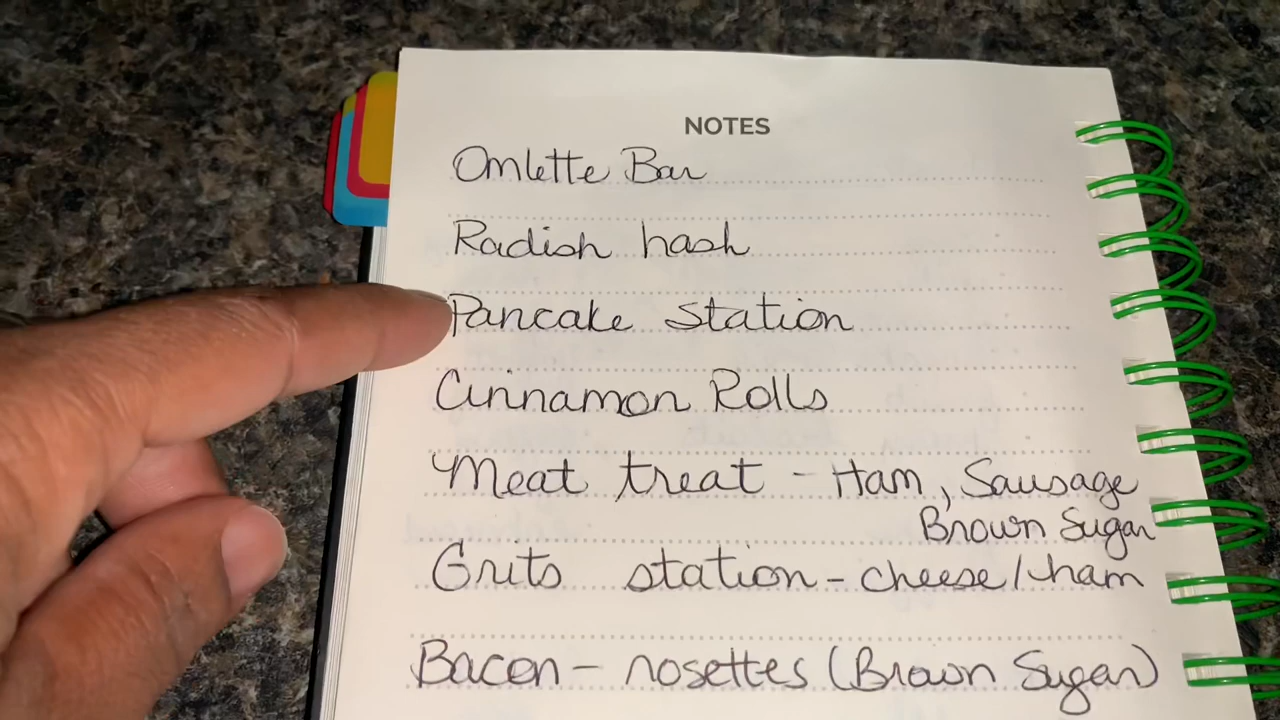 NOTES
Omlette Bar
Radish hash
Pancake station
Cinnamon Rolls
Meat treat - Ham, Sausage
Brown Sugar
Grits station - cheese/ham
Bacon - rosettes (Brown Sugar)